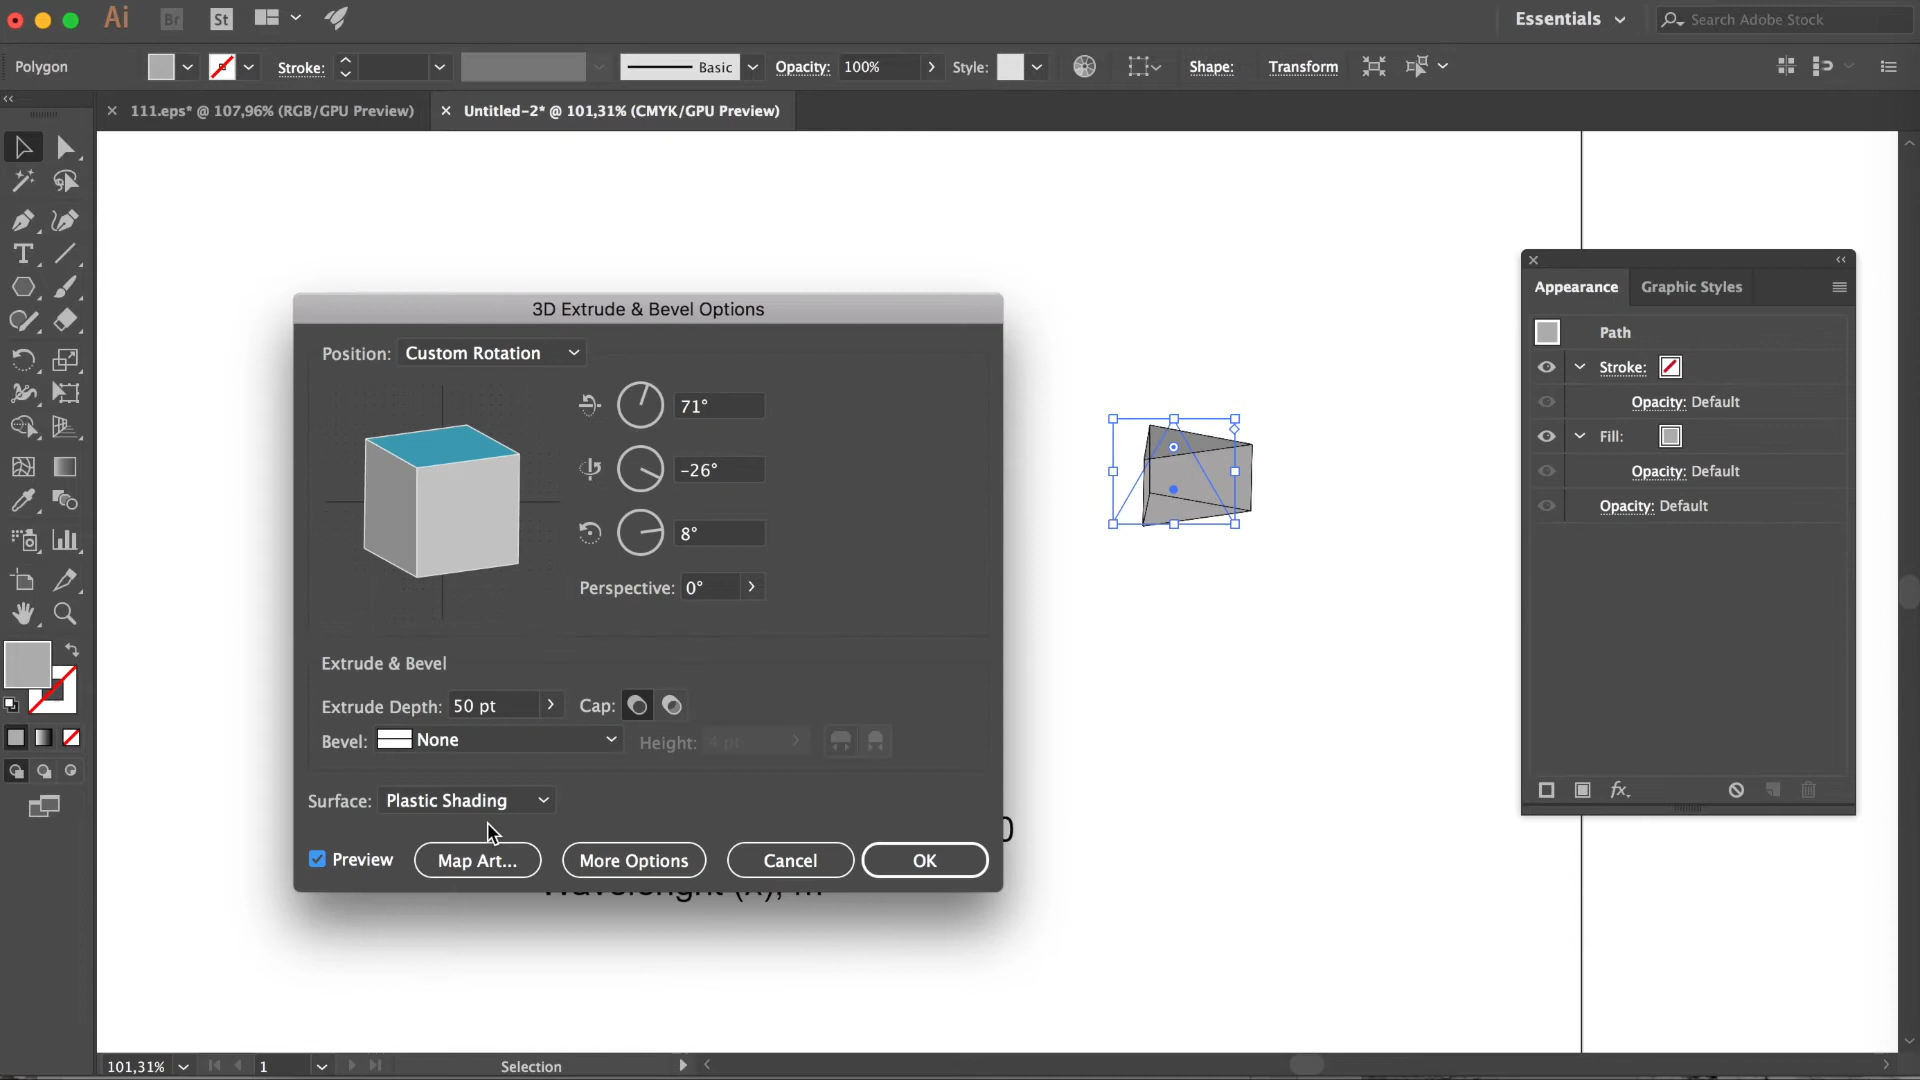 Ai
Br
St
Essentials
Search Adobe Stock
Polygon
Stroke:
Basic
Opacity:
100%
Style:
Shape:
Transform
111.eps* @ 107,96% (RGB/GPU Preview)
Untitled-2* @ 101,31% (CMYK/GPU Preview)
3D Extrude & Bevel Options
Position: Custom Rotation
71°
-26°
8°
Perspective: 0°
Extrude & Bevel
Extrude Depth: 50 pt
Cap:
Bevel: None
Height: 4 pt
Surface: Plastic Shading
Preview
Map Art...
More Options
Cancel
OK
Appearance
Graphic Styles
Path
Stroke:
Opacity: Default
Fill:
Opacity: Default
Opacity: Default
fx
101,31%
1
Selection